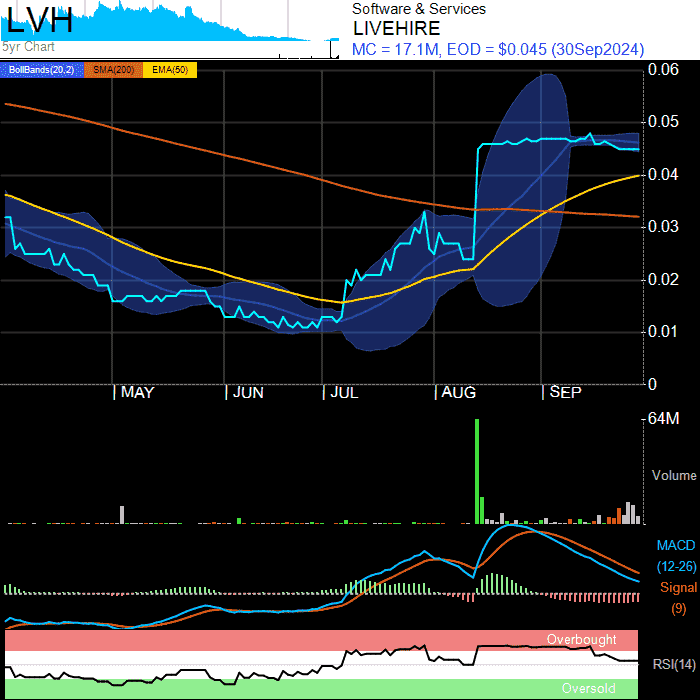 LVH
5yr Chart
Software & Services
LIVEHIRE
MC = 17.1M, EOD = $0.045 (30Sep2024)
BollBands(20,2) SMA(200) EMA(50)
0.06
0.05
0.04
0.03
0.02
0.01
0
MAY JUN JUL AUG SEP
64M
Volume
MACD
(12-26)
Signal
(9)
Overbought
RSI(14)
Oversold